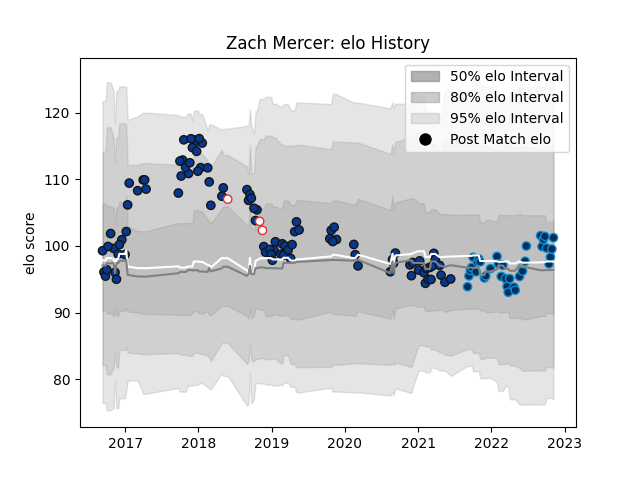 Zach Mercer: elo History
50% elo Interval
80% elo Interval
95% elo Interval
Post Match elo
elo score
120
110
100
90
80
2017 2018 2019 2020 2021 2022 2023